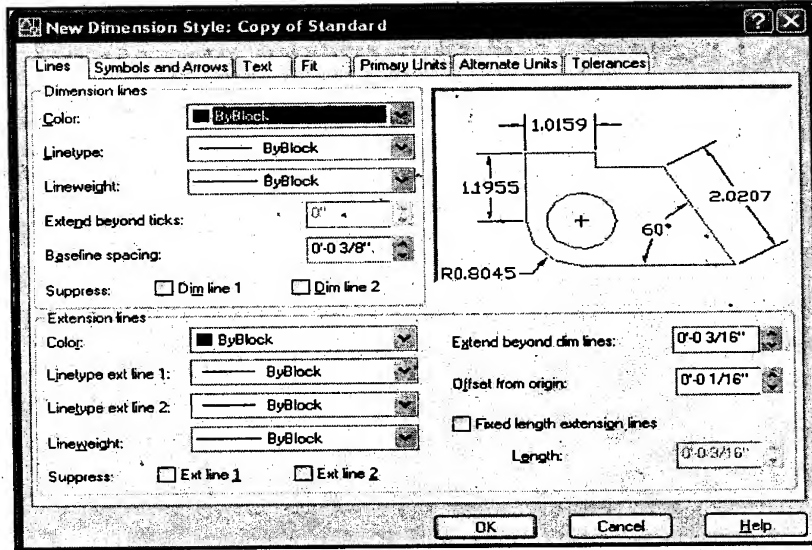 New Dimension Style: Copy of Standard
Lines Symbols and Arrows Text Fit Primary Units Alternate Units Tolerances
Dimension lines
Color: ByBlock
Linetype: ByBlock
Lineweight: ByBlock
Extend beyond ticks: 0"
Baseline spacing: 0'-0 3/8"
Suppress: Dim line 1 Dim line 2
1.0159
1.1955
2.0207
60°
R0.8045
Extension lines
Color: ByBlock
Linetype ext line 1: ByBlock
Linetype ext line 2: ByBlock
Lineweight: ByBlock
Suppress: Ext line 1 Ext line 2
Extend beyond dim lines: 0'-0 3/16"
Offset from origin: 0'-0 1/16"
Fixed length extension lines
Length: 0'-0 3/16"
OK Cancel Help